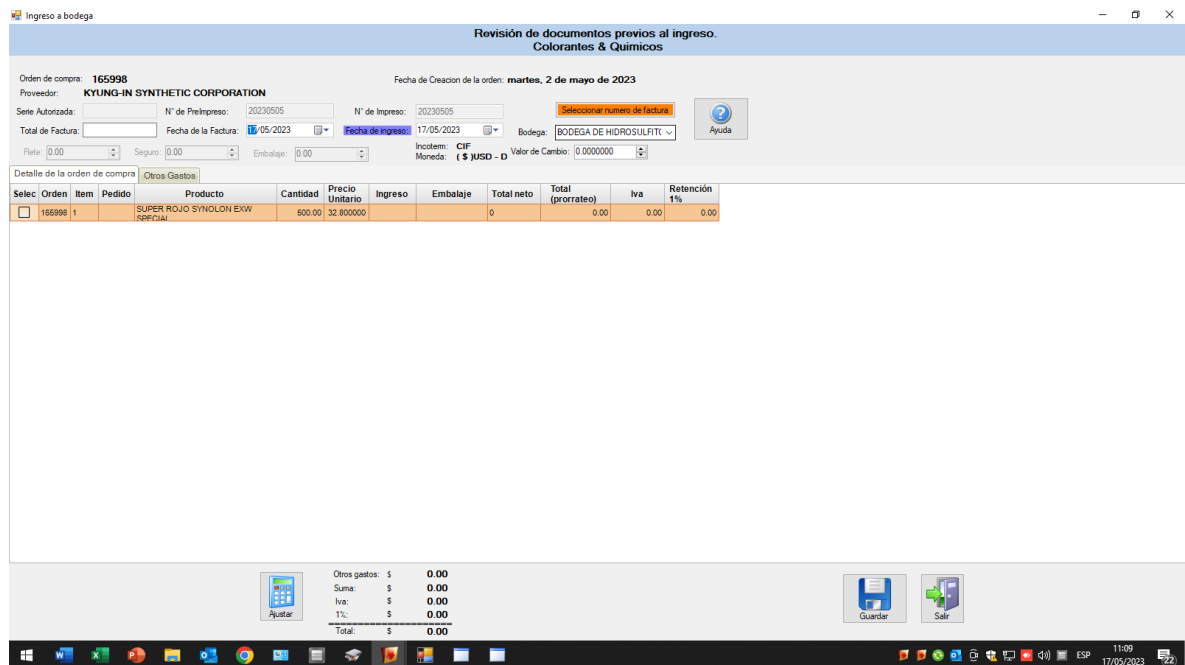 Ingreso a bodega
Revisión de documentos previos al ingreso.
Colorantes & Quimicos
Orden de compra: 165998 Fecha de Creacion de la orden: martes, 2 de mayo de 2023
Proveedor: KYUNG-IN SYNTHETIC CORPORATION
Serie Autorizada: N° de PreImpreso: 20230505 N° de Impreso: 20230505 Seleccionar numero de factura
Total de Factura: Fecha de la Factura: 17/05/2023 Fecha de ingreso: 17/05/2023 Bodega: BODEGA DE HIDROSULFIT( Ayuda
Flete: 0.00 Seguro: 0.00 Embalaje: 0.00 Incoterm: CIF Valor de Cambio: 0.0000000
Moneda: ( $ )USD - D
Detalle de la orden de compra Otros Gastos
Selec Orden Item Pedido Producto Cantidad Precio Unitario Ingreso Embalaje Total neto Total (prorrateo) Iva Retención 1%
165998 1 SUPER ROJO SYNOLON EXW SPECIAL 500.00 32.800000 0 0.00 0.00 0.00
Otros gastos: $ 0.00
Suma: $ 0.00
Iva: $ 0.00
1%: $ 0.00
===================
Total: $ 0.00
Ajustar
Guardar
Salir
ESP
11:09
17/05/2023
22